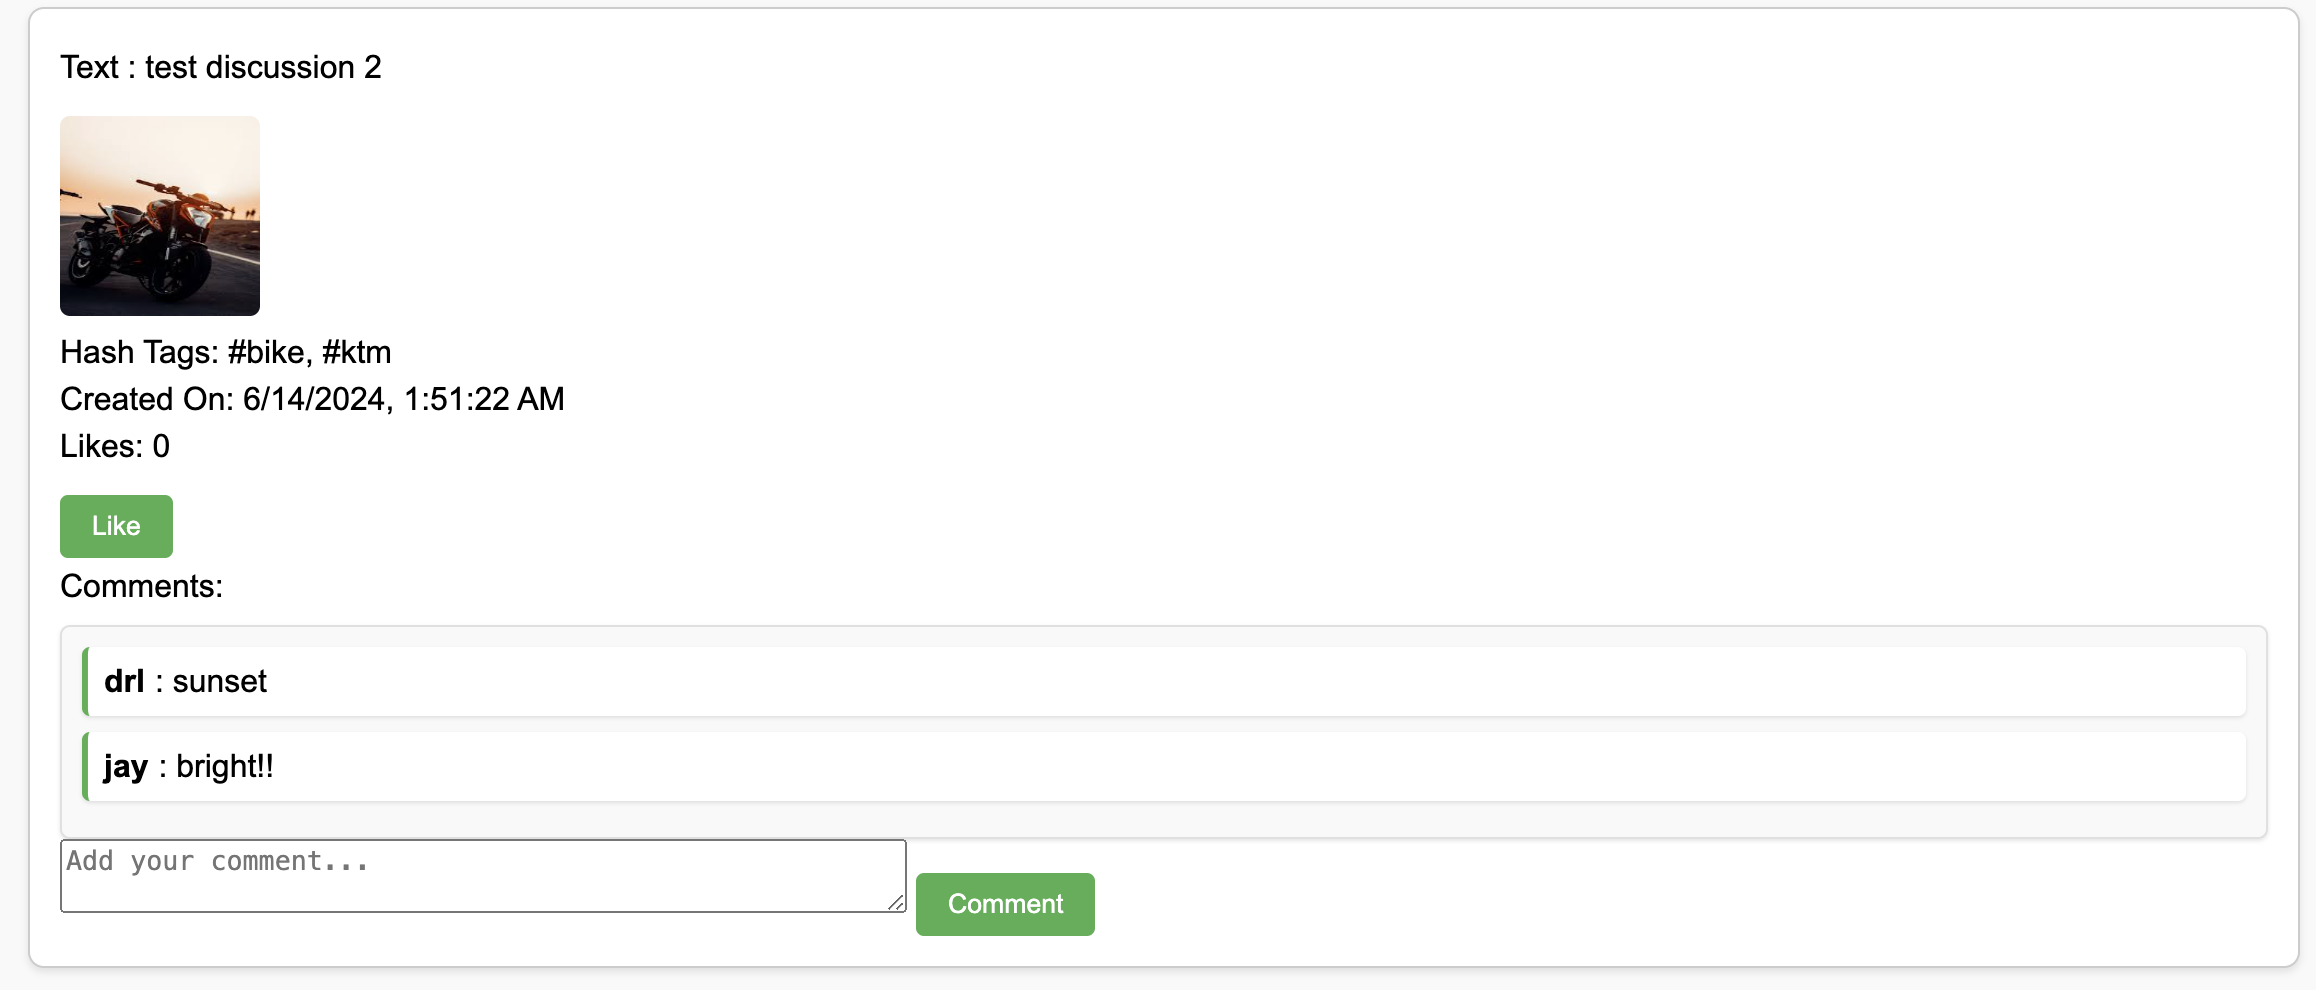 Text : test discussion 2
Hash Tags: #bike, #ktm
Created On: 6/14/2024, 1:51:22 AM
Likes: 0
Like
Comments:
drl : sunset
jay : bright!!
Add your comment...
Comment